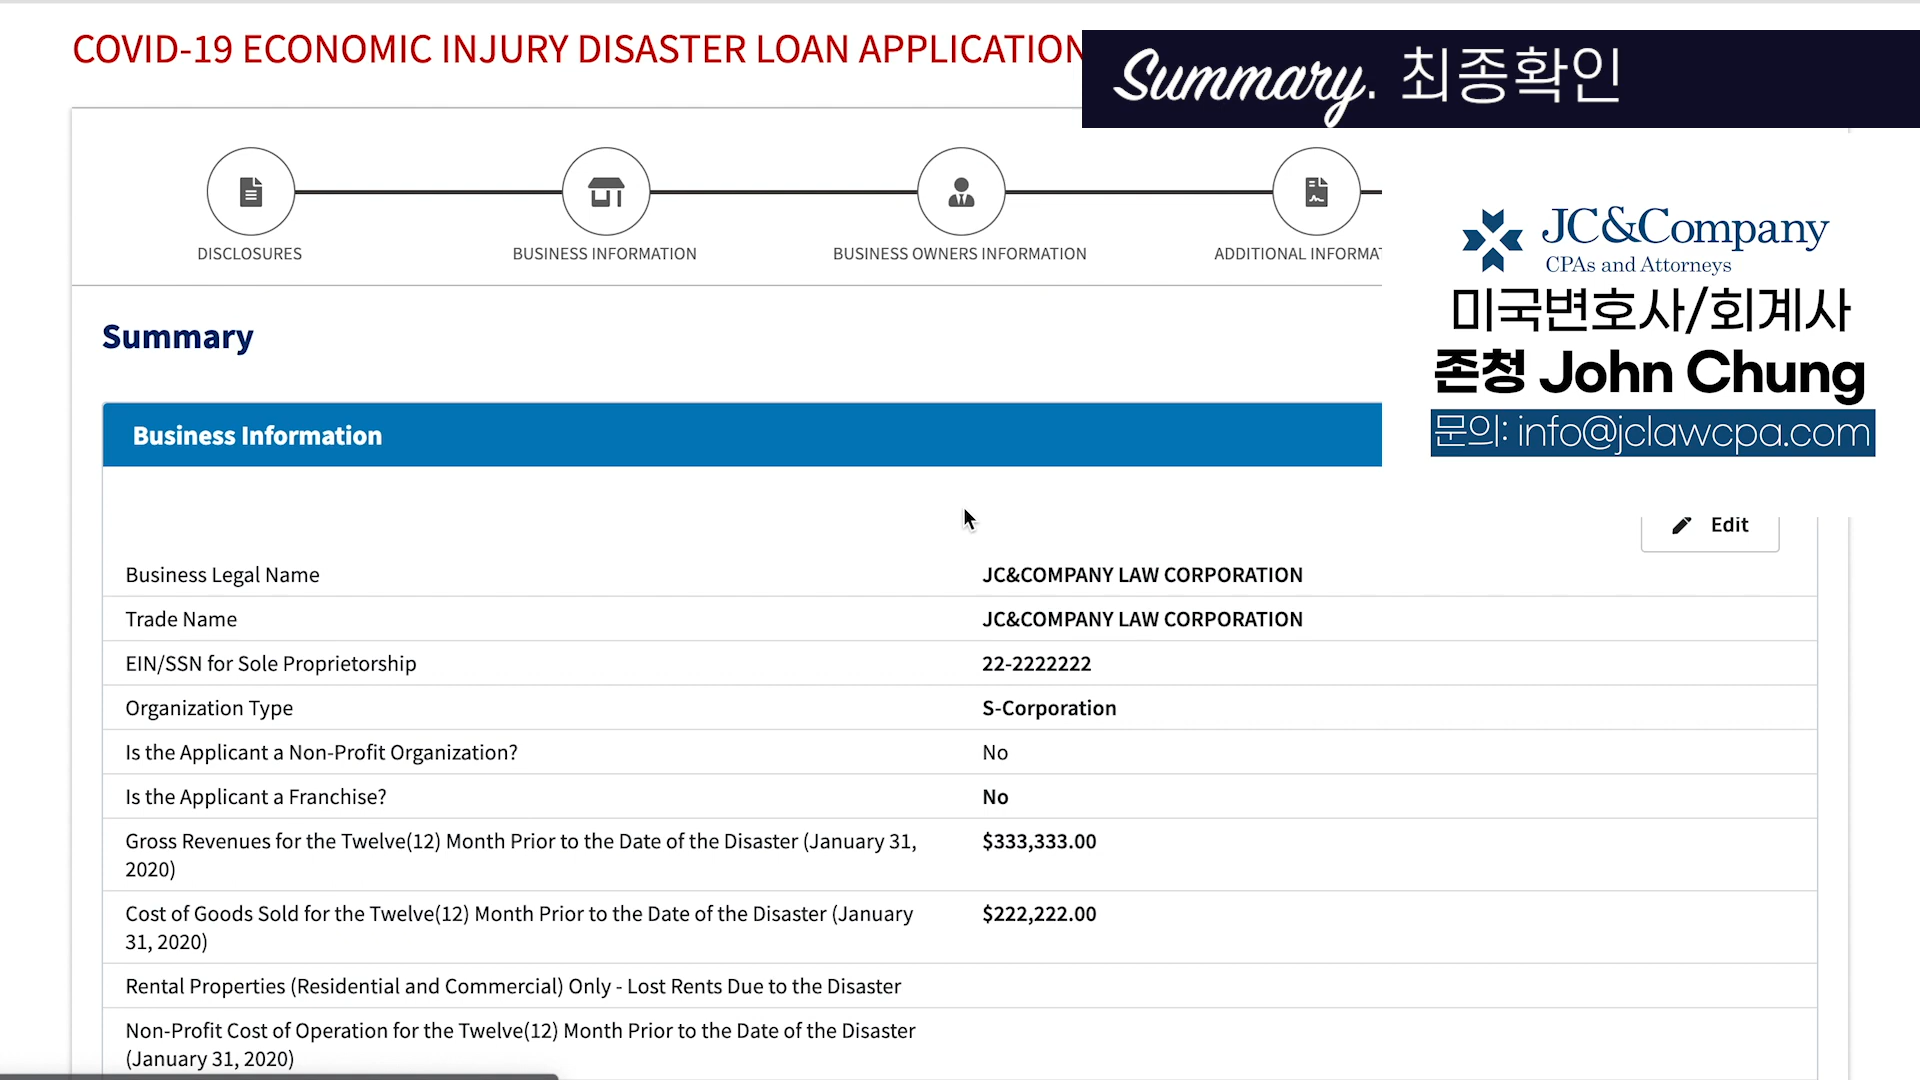 COVID-19 ECONOMIC INJURY DISASTER LOAN APPLICATION
Summary. 최종확인
DISCLOSURES
BUSINESS INFORMATION
BUSINESS OWNERS INFORMATION
ADDITIONAL INFORMAT
JC&Company
CPAs and Attorneys
미국변호사/회계사
존청 John Chung
문의: info@jclawcpa.com
Summary
Business Information
Edit
Business Legal Name JC&COMPANY LAW CORPORATION
Trade Name JC&COMPANY LAW CORPORATION
EIN/SSN for Sole Proprietorship 22-2222222
Organization Type S-Corporation
Is the Applicant a Non-Profit Organization? No
Is the Applicant a Franchise? No
Gross Revenues for the Twelve(12) Month Prior to the Date of the Disaster (January 31, $333,333.00
2020)
Cost of Goods Sold for the Twelve(12) Month Prior to the Date of the Disaster (January $222,222.00
31, 2020)
Rental Properties (Residential and Commercial) Only - Lost Rents Due to the Disaster
Non-Profit Cost of Operation for the Twelve(12) Month Prior to the Date of the Disaster
(January 31, 2020)